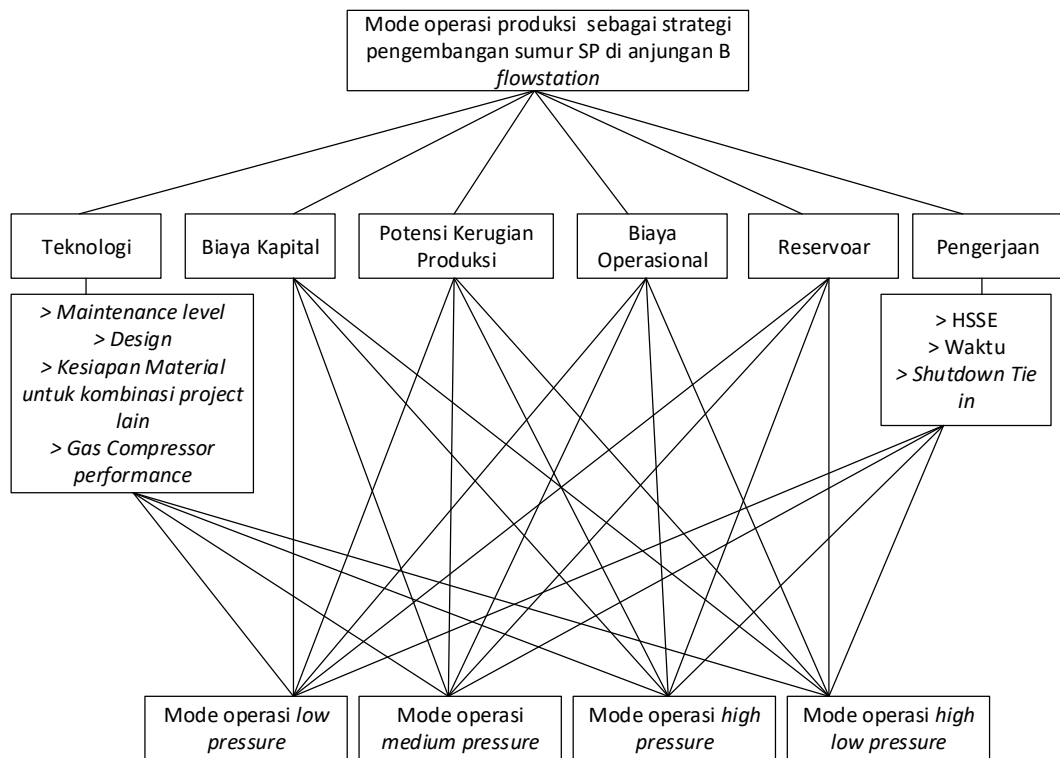 Mode operasi produksi sebagai strategi
pengembangan sumur SP di anjungan B
flowstation
Teknologi
Biaya Kapital
Potensi Kerugian
Produksi
Biaya
Operasional
Reservoar
Pengerjaan
> Maintenance level
> Design
> Kesiapan Material
untuk kombinasi project
lain
> Gas Compressor
performance
> HSSE
> Waktu
> Shutdown Tie
in
Mode operasi low
pressure
Mode operasi
medium pressure
Mode operasi high
pressure
Mode operasi high
low pressure